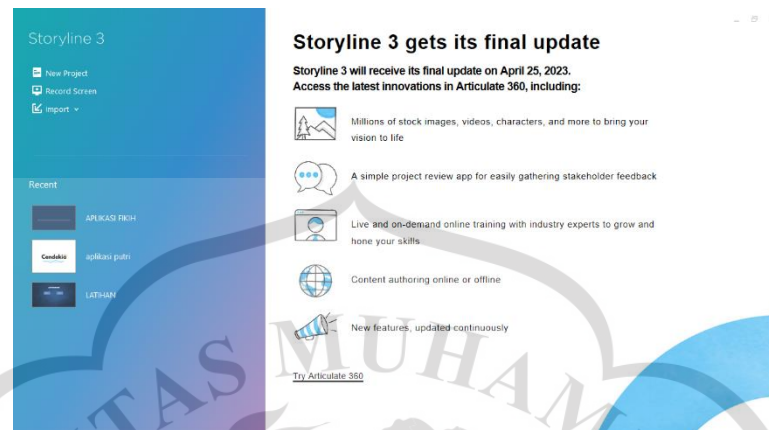 Storyline 3
New Project
Record Screen
Import
Recent
APLIKASI FIKIH
Cendekia
aplikasi putri
LATIHAN
Storyline 3 gets its final update
Storyline 3 will receive its final update on April 25, 2023.
Access the latest innovations in Articulate 360, including:
Millions of stock images, videos, characters, and more to bring your
vision to life
A simple project review app for easily gathering stakeholder feedback
Live and on-demand online training with industry experts to grow and
hone your skills
Content authoring online or offline
New features, updated continuously
Try Articulate 360
TAS MUHAM